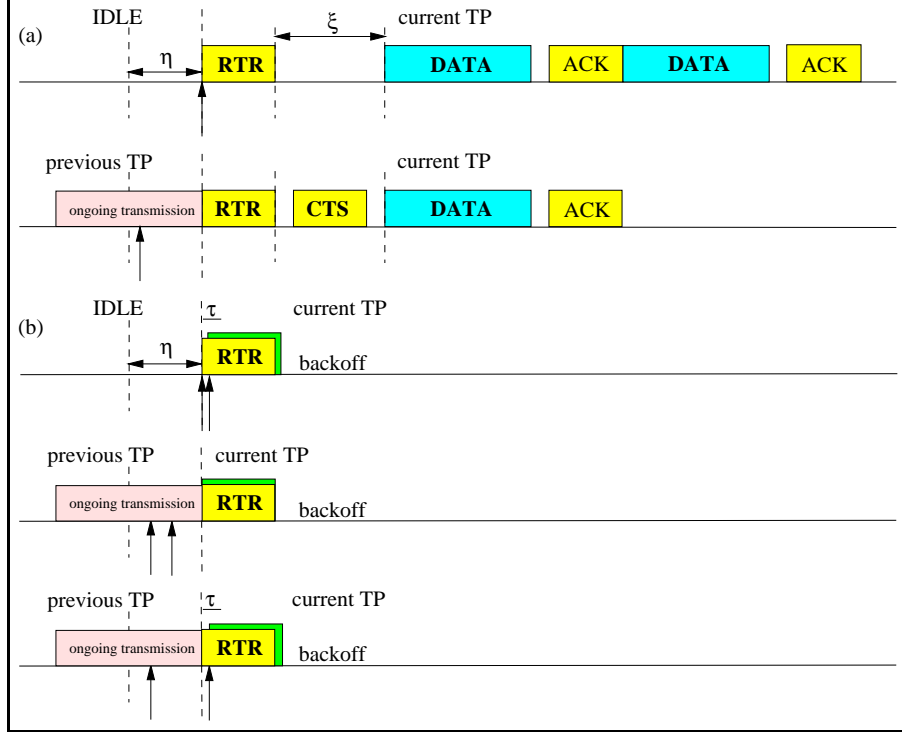 IDLE ξ current TP
(a) η RTR DATA ACK DATA ACK
previous TP current TP
ongoing transmission RTR CTS DATA ACK
IDLE τ current TP
(b) η RTR backoff
previous TP current TP
ongoing transmission RTR backoff
previous TP τ current TP
ongoing transmission RTR backoff